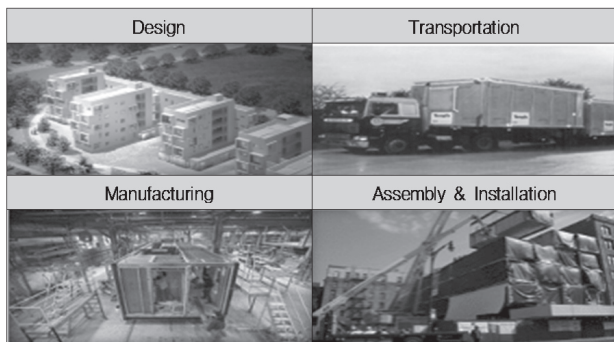 Design
Transportation
Manufacturing
Assembly & Installation